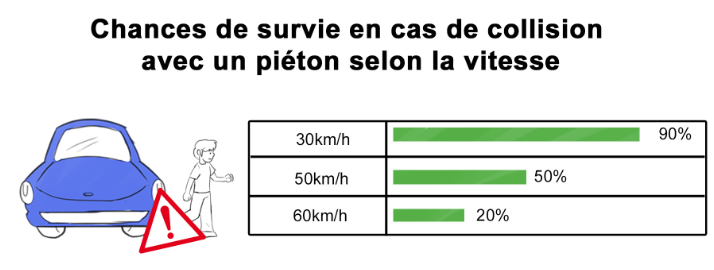 Chances de survie en cas de collision
avec un piéton selon la vitesse
30km/h 90%
50km/h 50%
60km/h 20%